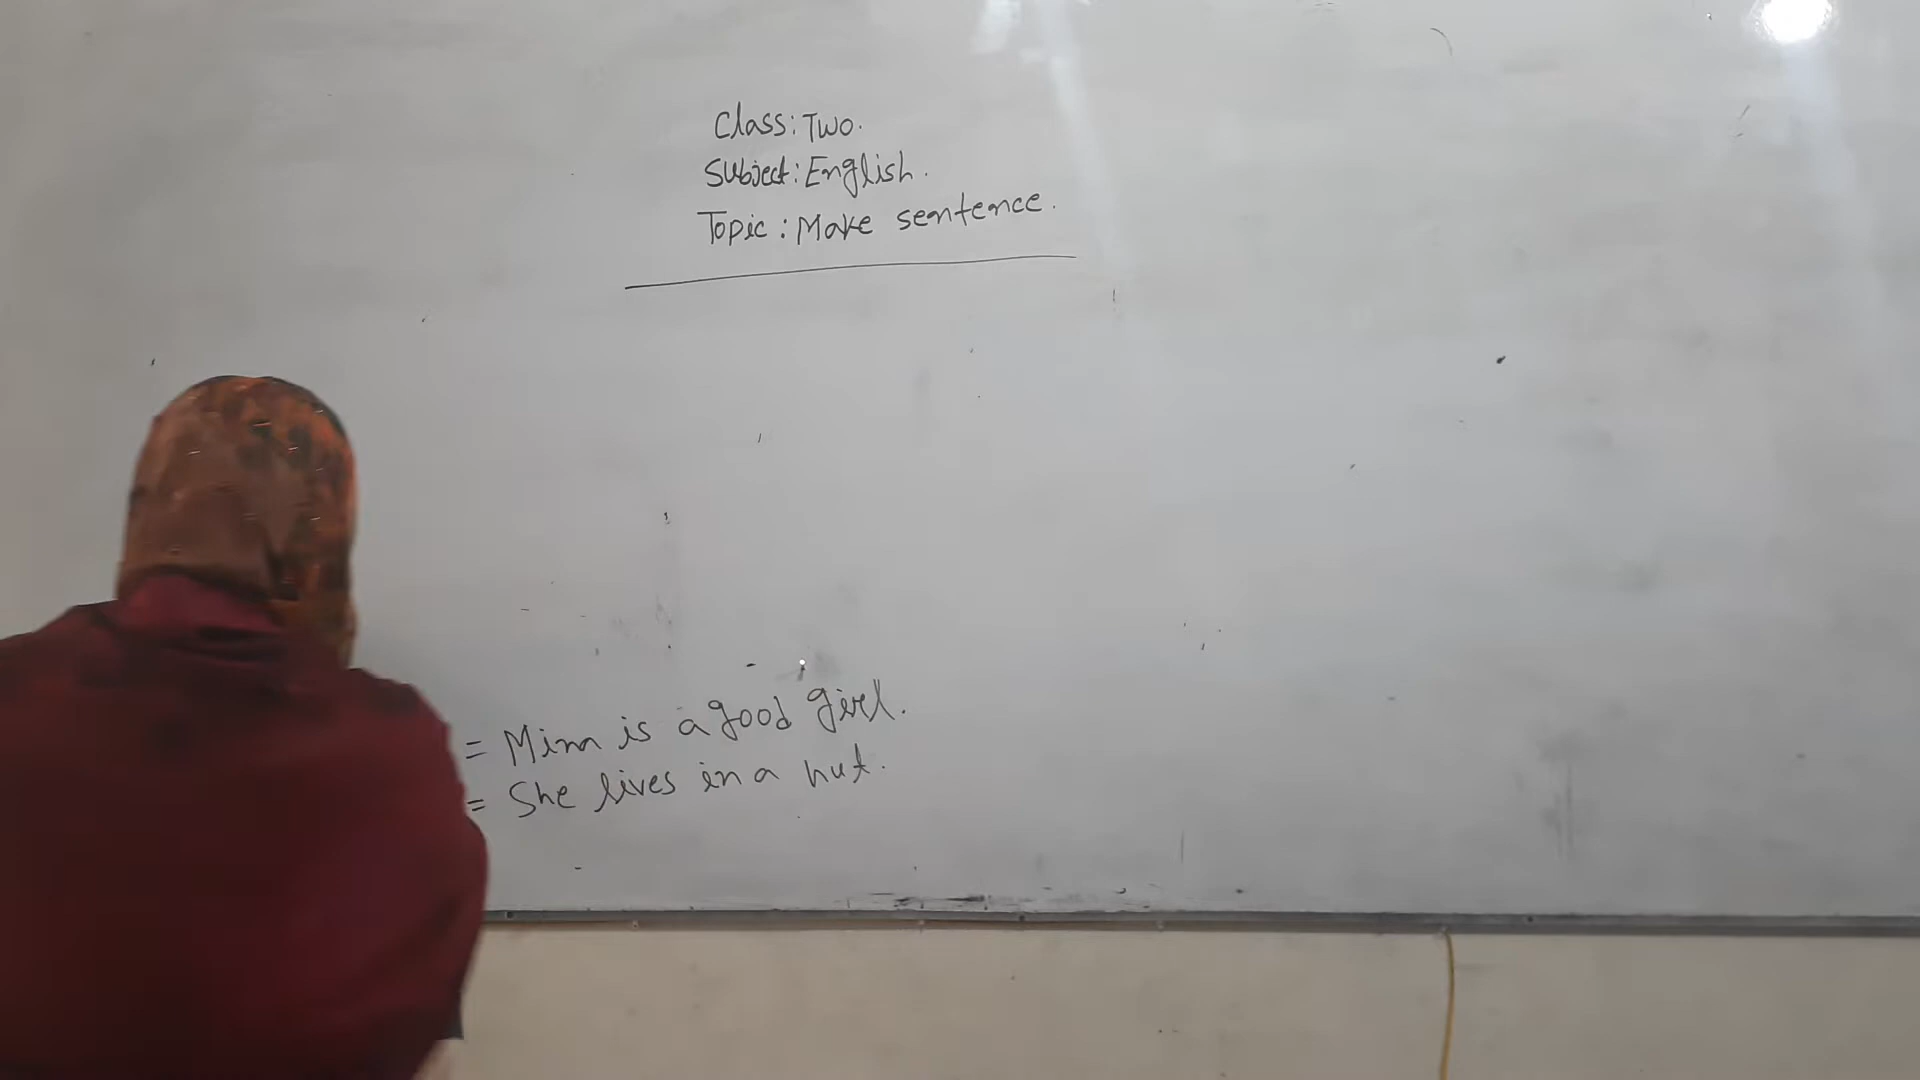 Class: Two.
Subject: English.
Topic: Make sentence.
= Mim is a good girl.
= She lives in a hut.